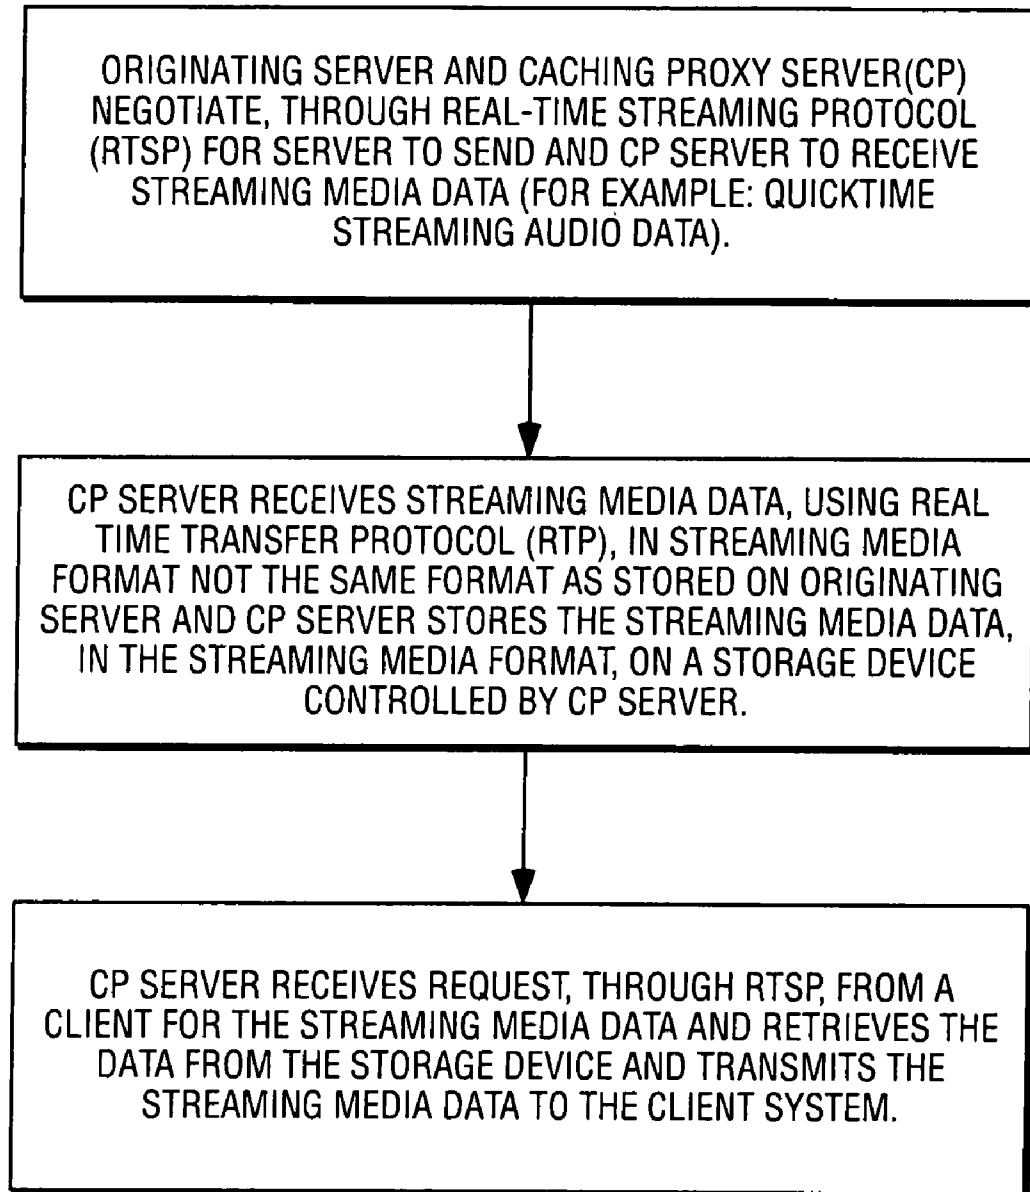 ORIGINATING SERVER AND CACHING PROXY SERVER(CP)
NEGOTIATE, THROUGH REAL-TIME STREAMING PROTOCOL
(RTSP) FOR SERVER TO SEND AND CP SERVER TO RECEIVE
STREAMING MEDIA DATA (FOR EXAMPLE: QUICKTIME
STREAMING AUDIO DATA).
CP SERVER RECEIVES STREAMING MEDIA DATA, USING REAL
TIME TRANSFER PROTOCOL (RTP), IN STREAMING MEDIA
FORMAT NOT THE SAME FORMAT AS STORED ON ORIGINATING
SERVER AND CP SERVER STORES THE STREAMING MEDIA DATA,
IN THE STREAMING MEDIA FORMAT, ON A STORAGE DEVICE
CONTROLLED BY CP SERVER.
CP SERVER RECEIVES REQUEST, THROUGH RTSP, FROM A
CLIENT FOR THE STREAMING MEDIA DATA AND RETRIEVES THE
DATA FROM THE STORAGE DEVICE AND TRANSMITS THE
STREAMING MEDIA DATA TO THE CLIENT SYSTEM.